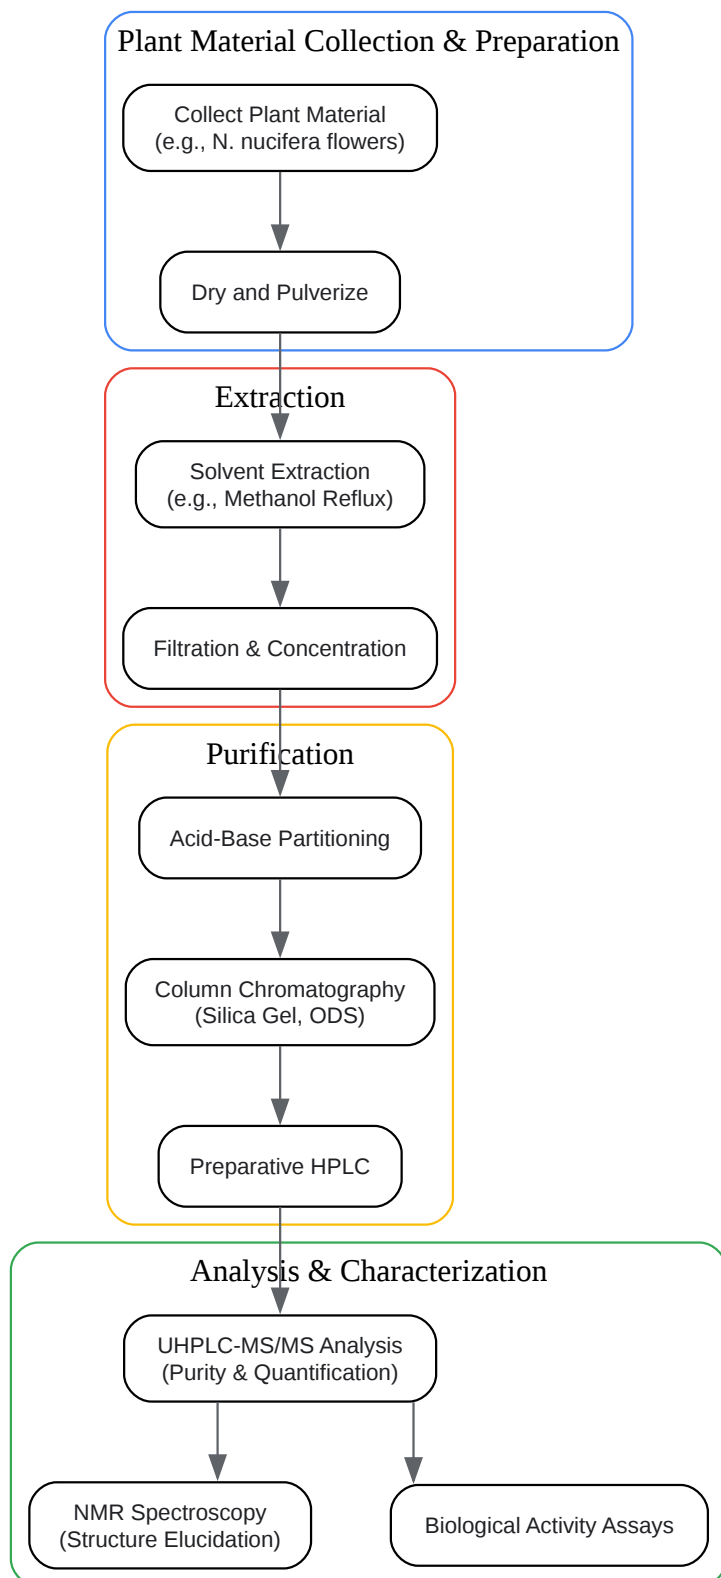 Plant Material Collection & Preparation
Collect Plant Material
(e.g., N. nucifera flowers)
Dry and Pulverize
Extraction
Solvent Extraction
(e.g., Methanol Reflux)
Filtration & Concentration
Purification
Acid-Base Partitioning
Column Chromatography
(Silica Gel, ODS)
Preparative HPLC
Analysis & Characterization
UHPLC-MS/MS Analysis
(Purity & Quantification)
NMR Spectroscopy
(Structure Elucidation)
Biological Activity Assays